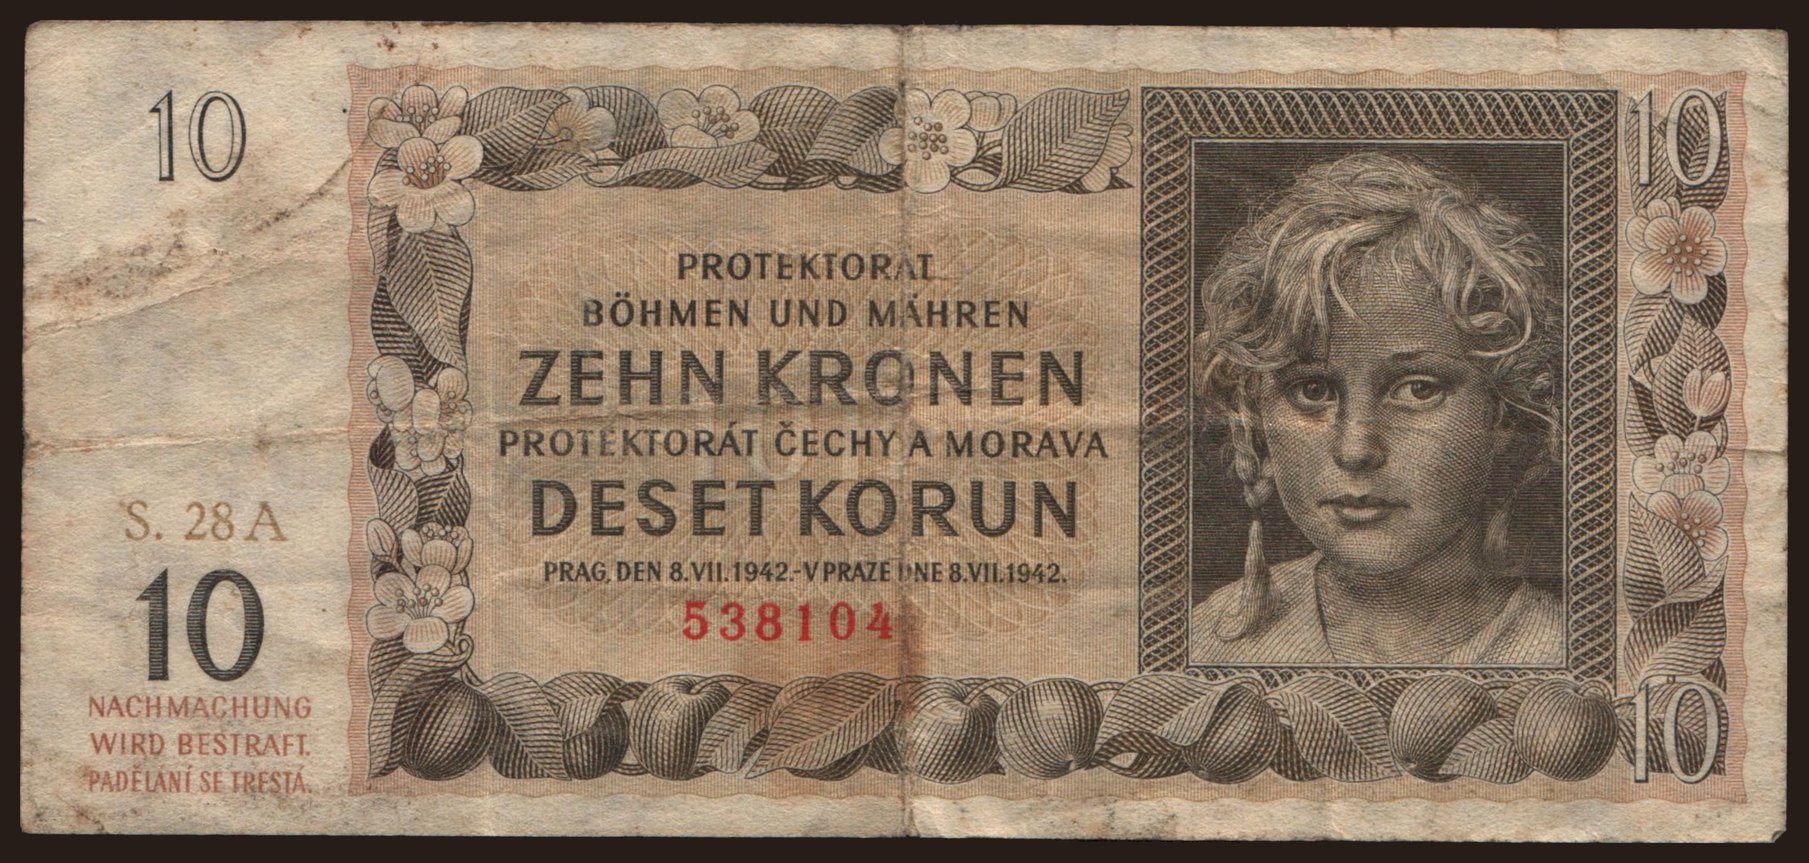 10
10
PROTEKTORAT
BÖHMEN UND MÄHREN
ZEHN KRONEN
PROTEKTORÁT ČECHY A MORAVA
DESET KORUN
PRAG, DEN 8.VII.1942.-V PRAZE DNE 8.VII.1942.
538104
S. 28 A
10
NACHMACHUNG
WIRD BESTRAFT.
PADĚLÁNÍ SE TRESTÁ.
10